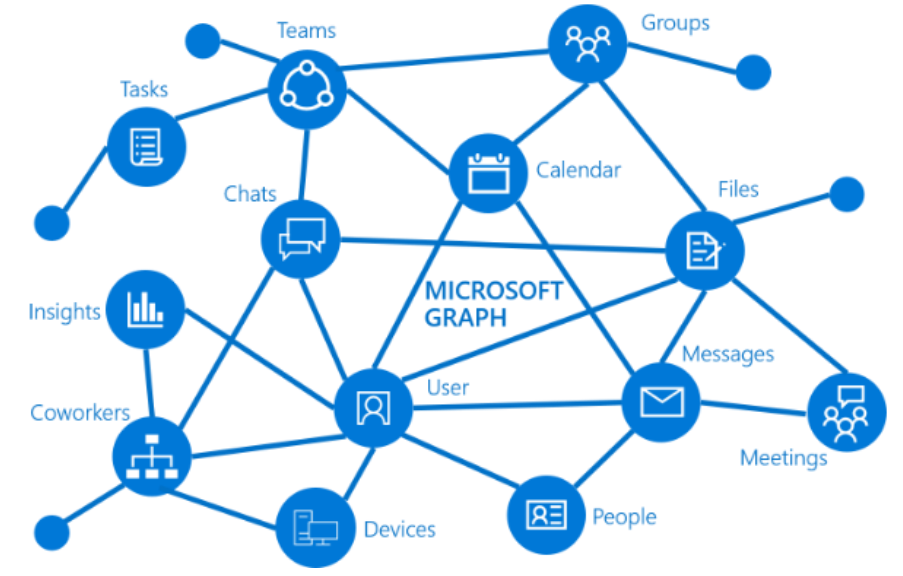 Teams
Groups
Tasks
Calendar
Chats
Files
MICROSOFT
GRAPH
Insights
Messages
User
Coworkers
Meetings
People
Devices